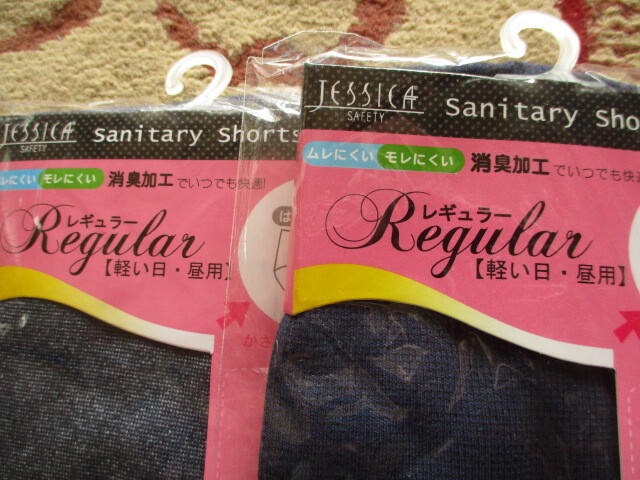 JESSICA
SAFETY
Sanitary Shorts
ムレにくい モレにくい 消臭加工でいつでも快適!
レギュラー
Regular
【軽い日・昼用】
は
かさ
JESSICA
SAFETY
Sanitary Sho
ムレにくい モレにくい 消臭加工でいつでも快
レギュラー
Regular
【軽い日・昼用】